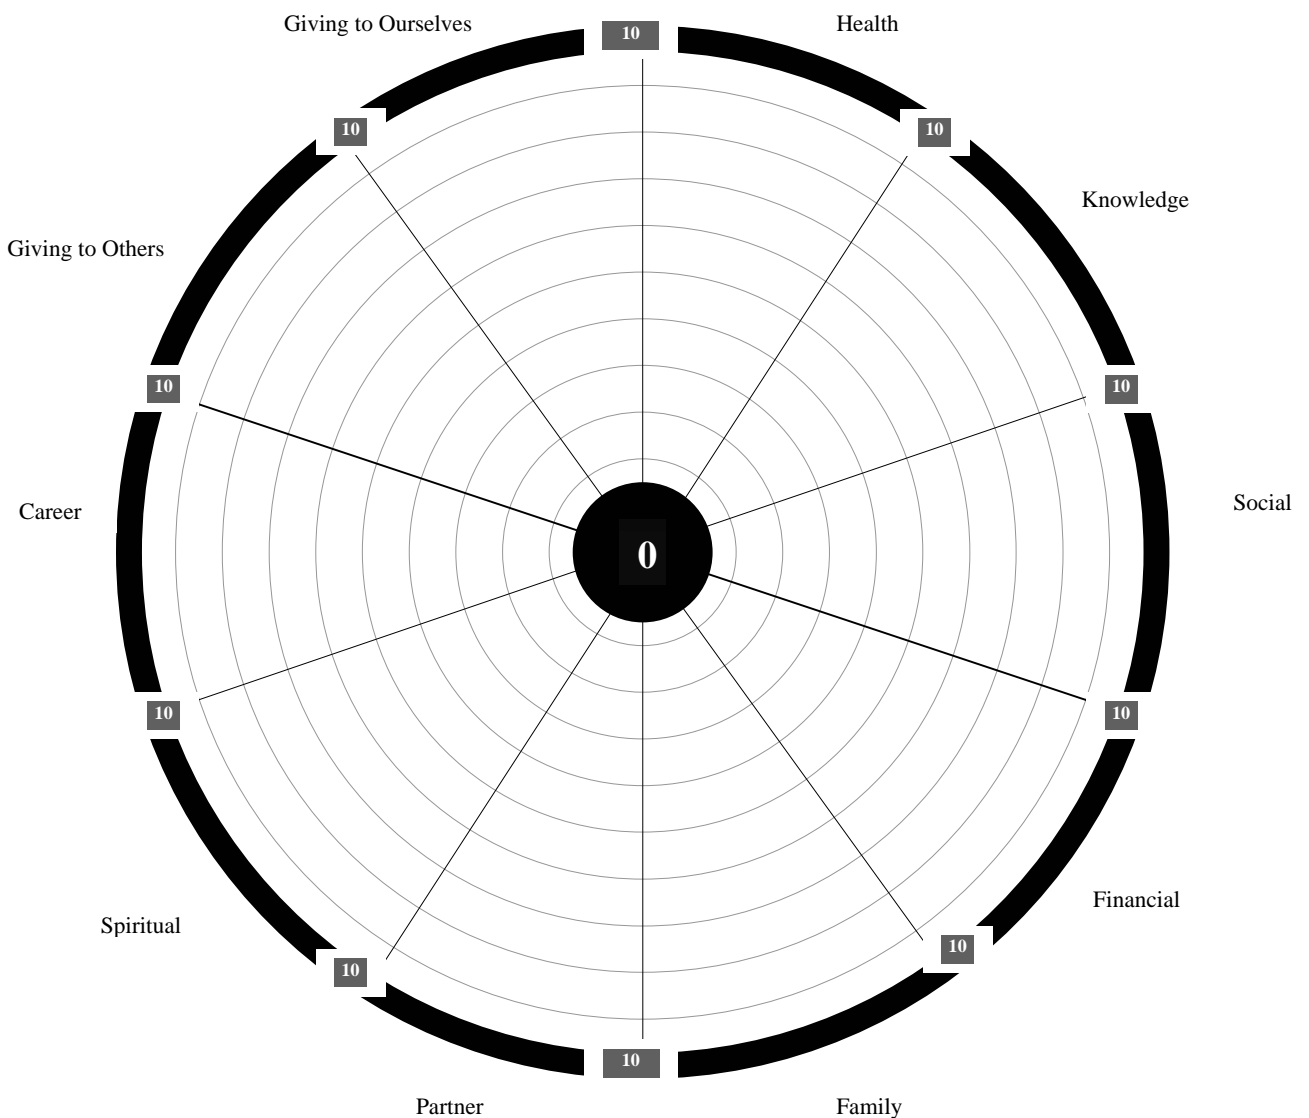 Giving to Ourselves
10
Health
10
10
Knowledge
Giving to Others
10
10
Career
0
Social
10
10
Spiritual
Financial
10
10
10
Partner
Family